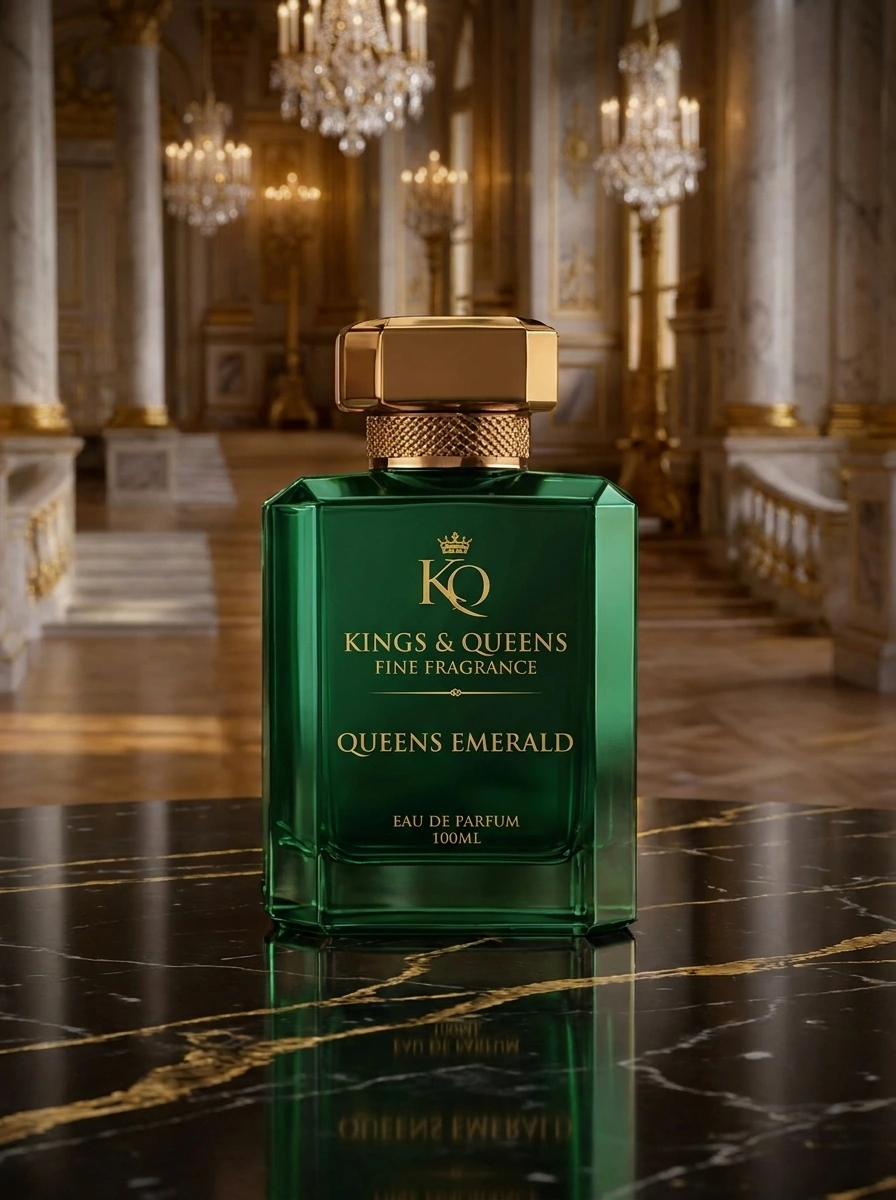 KQ
KINGS & QUEENS
FINE FRAGRANCE
QUEENS EMERALD
EAU DE PARFUM
100ML